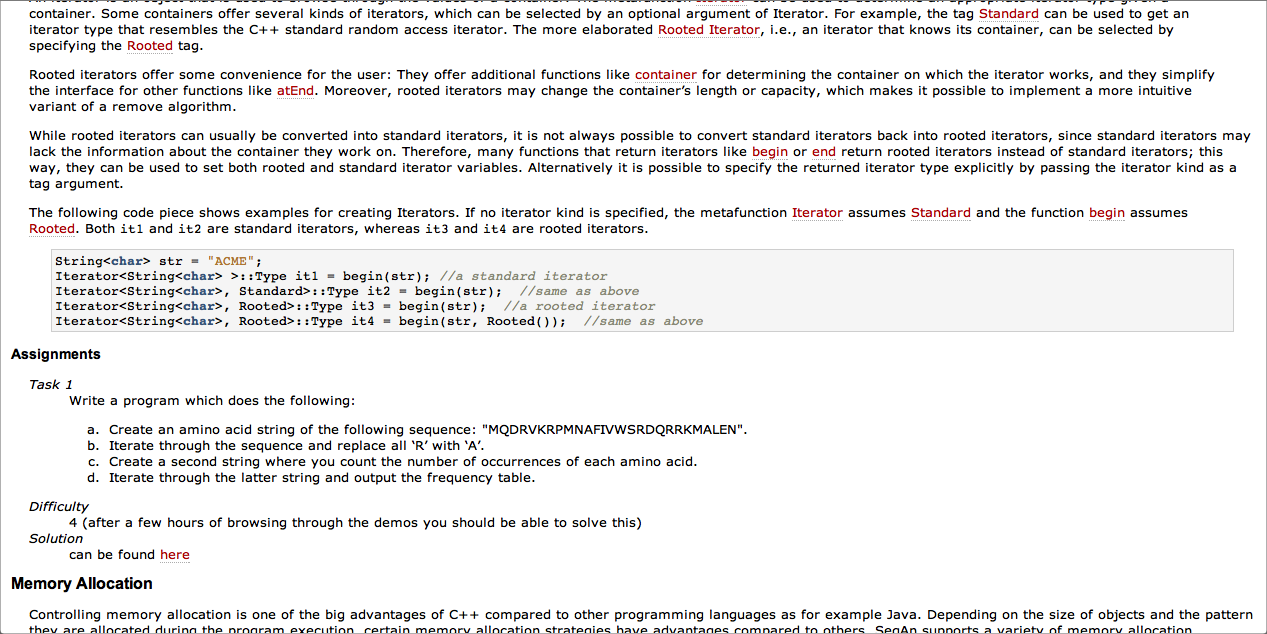 container. Some containers offer several kinds of iterators, which can be selected by an optional argument of Iterator. For example, the tag Standard can be used to get an
iterator type that resembles the C++ standard random access iterator. The more elaborated Rooted Iterator, i.e., an iterator that knows its container, can be selected by
specifying the Rooted tag.
Rooted iterators offer some convenience for the user: They offer additional functions like container for determining the container on which the iterator works, and they simplify
the interface for other functions like atEnd. Moreover, rooted iterators may change the container’s length or capacity, which makes it possible to implement a more intuitive
variant of a remove algorithm.
While rooted iterators can usually be converted into standard iterators, it is not always possible to convert standard iterators back into rooted iterators, since standard iterators may
lack the information about the container they work on. Therefore, many functions that return iterators like begin or end return rooted iterators instead of standard iterators; this
way, they can be used to set both rooted and standard iterator variables. Alternatively it is possible to specify the returned iterator type explicitly by passing the iterator kind as a
tag argument.
The following code piece shows examples for creating Iterators. If no iterator kind is specified, the metafunction Iterator assumes Standard and the function begin assumes
Rooted. Both it1 and it2 are standard iterators, whereas it3 and it4 are rooted iterators.
String<char> str = "ACME";
Iterator<String<char> >::Type it1 = begin(str); //a standard iterator
Iterator<String<char>, Standard>::Type it2 = begin(str);  //same as above
Iterator<String<char>, Rooted>::Type it3 = begin(str);  //a rooted iterator
Iterator<String<char>, Rooted>::Type it4 = begin(str, Rooted());  //same as above
Assignments
Task 1
Write a program which does the following:
a. Create an amino acid string of the following sequence: "MQDRVKRPMNAFIVWSRDQRRKMALEN".
b. Iterate through the sequence and replace all ‘R’ with ‘A’.
c. Create a second string where you count the number of occurrences of each amino acid.
d. Iterate through the latter string and output the frequency table.
Difficulty
4 (after a few hours of browsing through the demos you should be able to solve this)
Solution
can be found here
Memory Allocation
Controlling memory allocation is one of the big advantages of C++ compared to other programming languages as for example Java. Depending on the size of objects and the pattern
they are allocated during the program execution, certain memory allocation strategies have advantages compared to others. SeqAn supports a variety of memory allocation